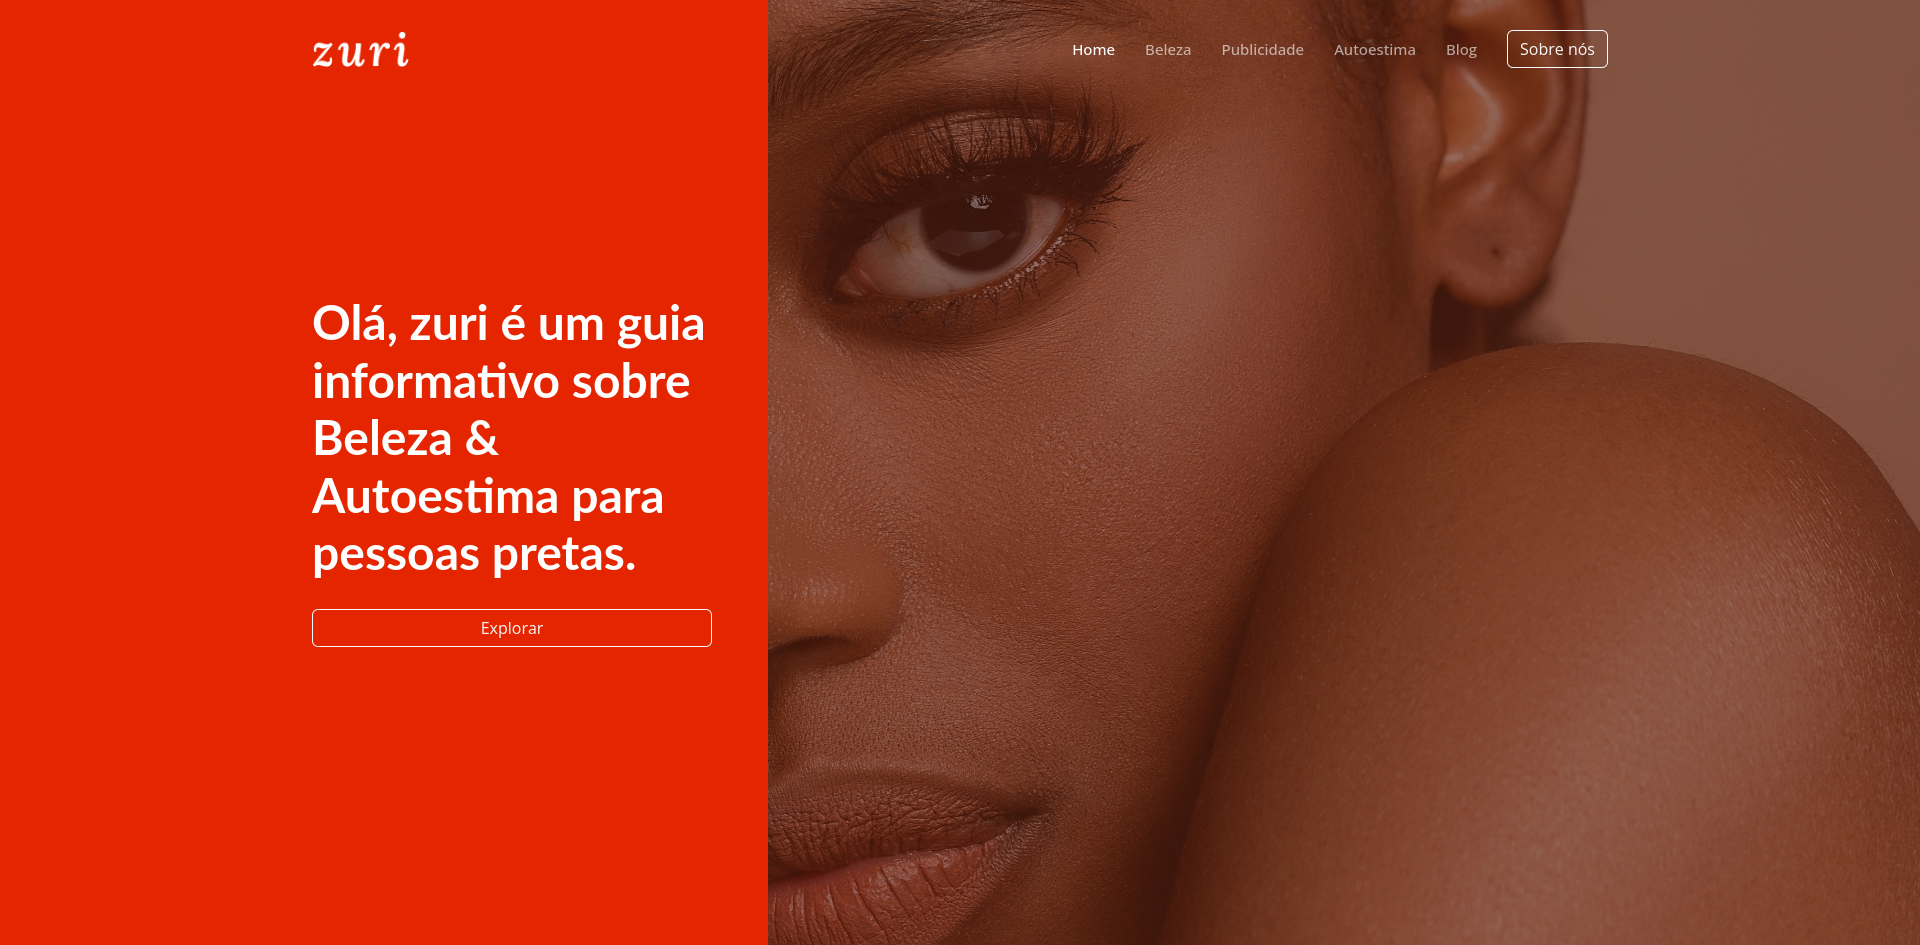 zuri
Home
Beleza
Publicidade
Autoestima
Blog
Sobre nós
Olá, zuri é um guia
informativo sobre
Beleza &
Autoestima para
pessoas pretas.
Explorar